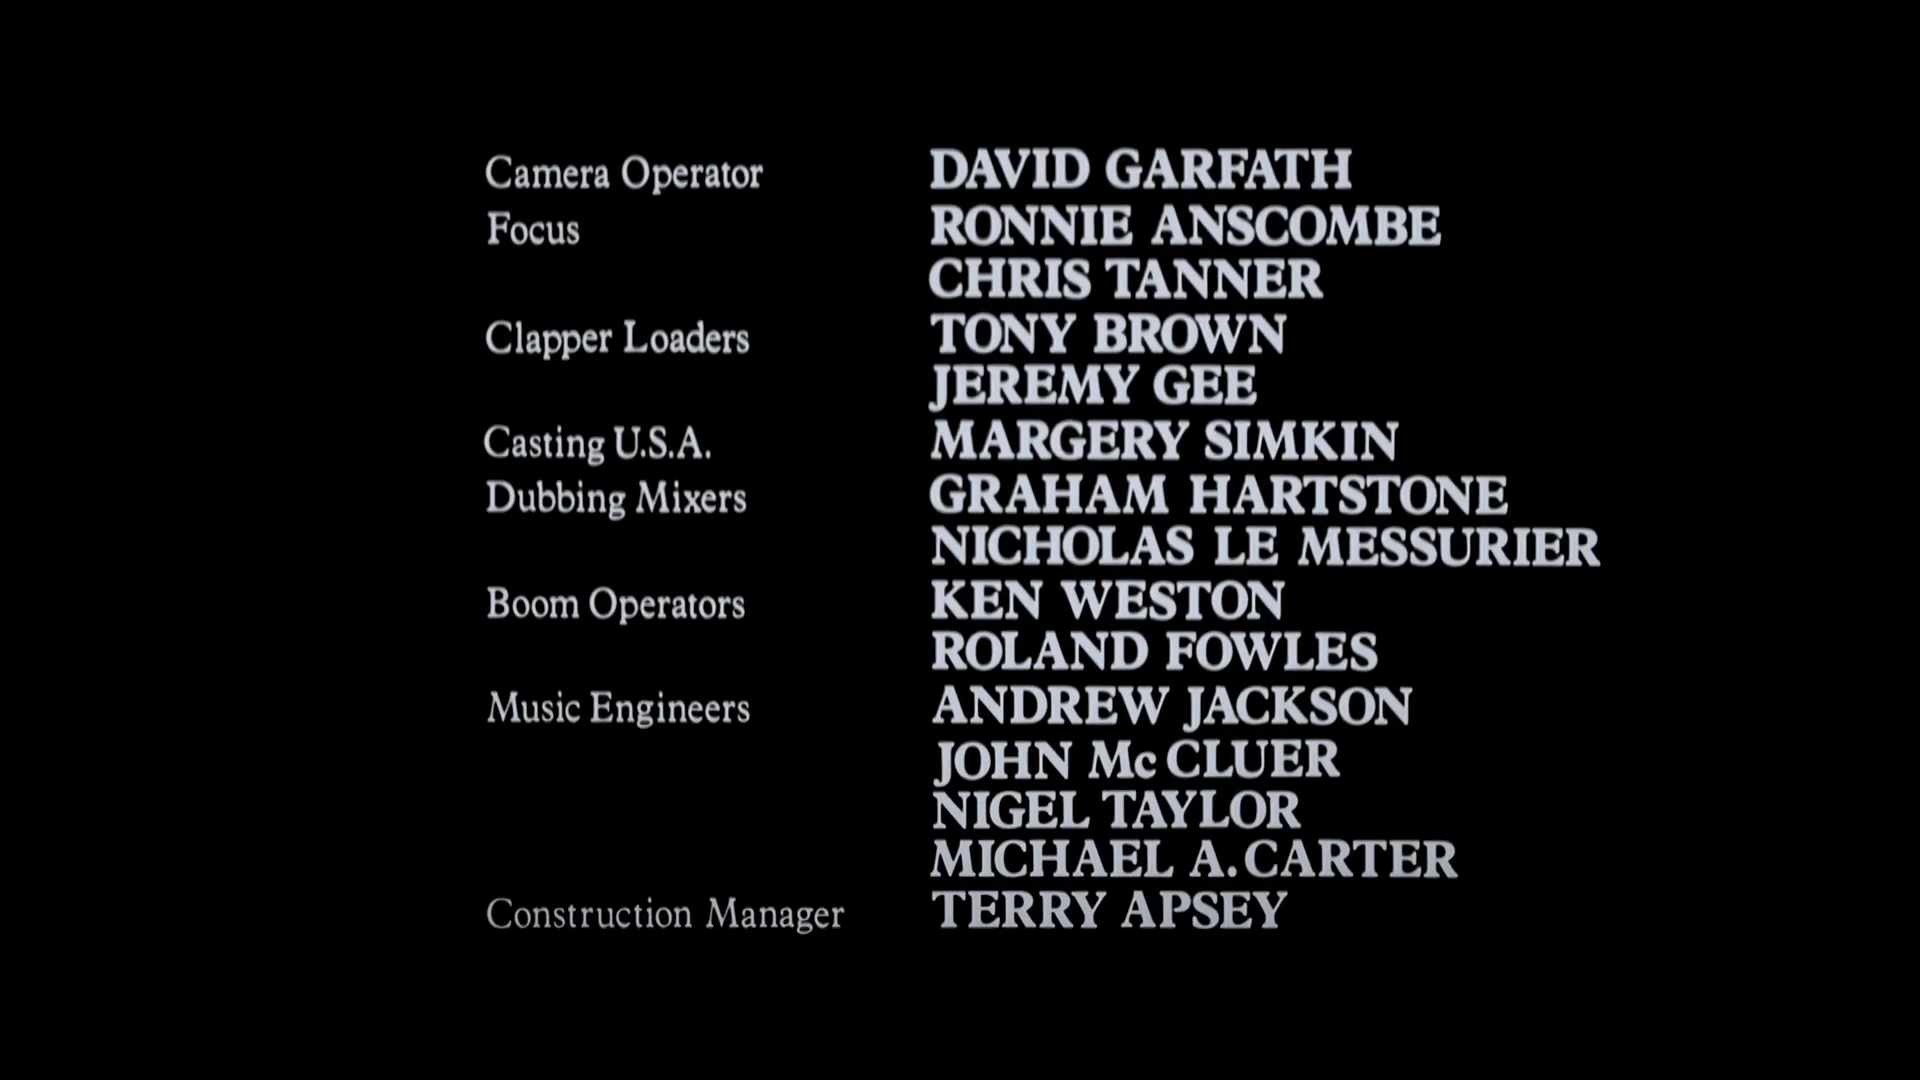 Camera Operator DAVID GARFATH
Focus RONNIE ANSCOMBE
CHRIS TANNER
Clapper Loaders TONY BROWN
JEREMY GEE
Casting U.S.A. MARGERY SIMKIN
Dubbing Mixers GRAHAM HARTSTONE
NICHOLAS LE MESSURIER
Boom Operators KEN WESTON
ROLAND FOWLES
Music Engineers ANDREW JACKSON
JOHN Mc CLUER
NIGEL TAYLOR
MICHAEL A. CARTER
Construction Manager TERRY APSEY